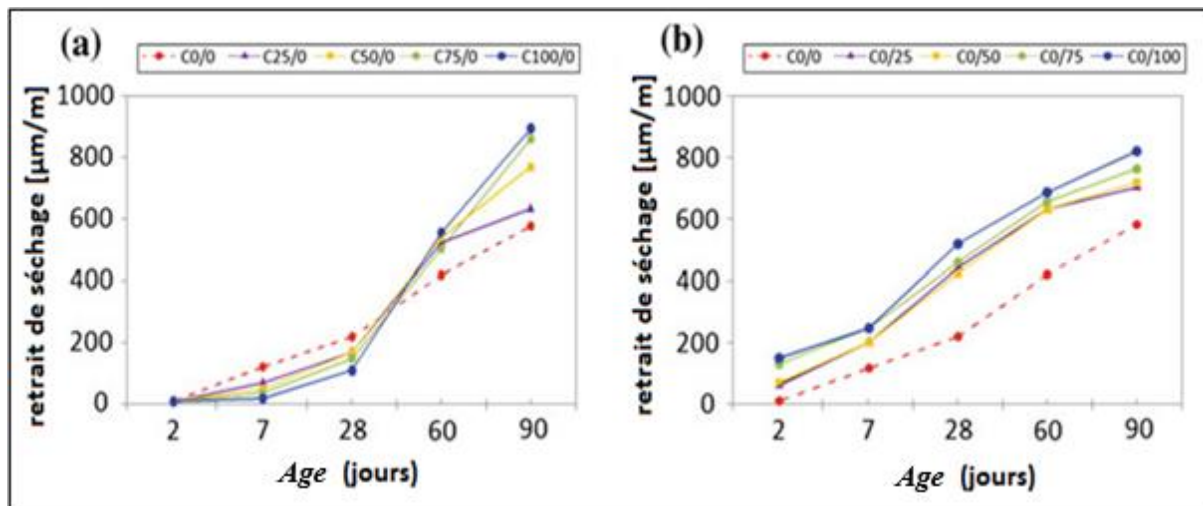 (a)
C0/0 C25/0 C50/0 C75/0 C100/0
retrait de séchage [µm/m]
1000
800
600
400
200
0
2 7 28 60 90
Age (jours)
(b)
C0/0 C0/25 C0/50 C0/75 C0/100
retrait de séchage [µm/m]
1000
800
600
400
200
0
2 7 28 60 90
Age (jours)